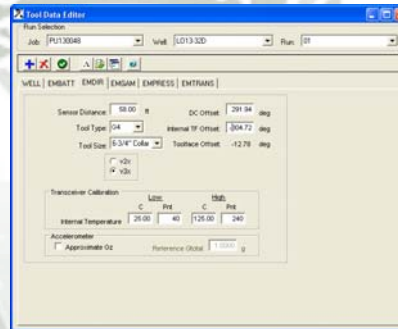 Tool Data Editor
Run Selection
Job: PU130048 Well: LO13-32D Run: 01
WELL EMBATT EMDIR EMGAM EMPRESS EMTRANS
Sensor Distance: 58.00 ft DC Offset: 291.94 deg
Tool Type: G4 Internal TF Offset: -304.72 deg
Tool Size: 6-3/4" Collar Toolface Offset: -12.78 deg
v2x
v3x
Transceiver Calibration
Low: High:
C Pnt C Pnt
Internal Temperature 25.00 40 125.00 240
Accelerometer
Approximate Gz Reference Gtotal: 1.0000 g